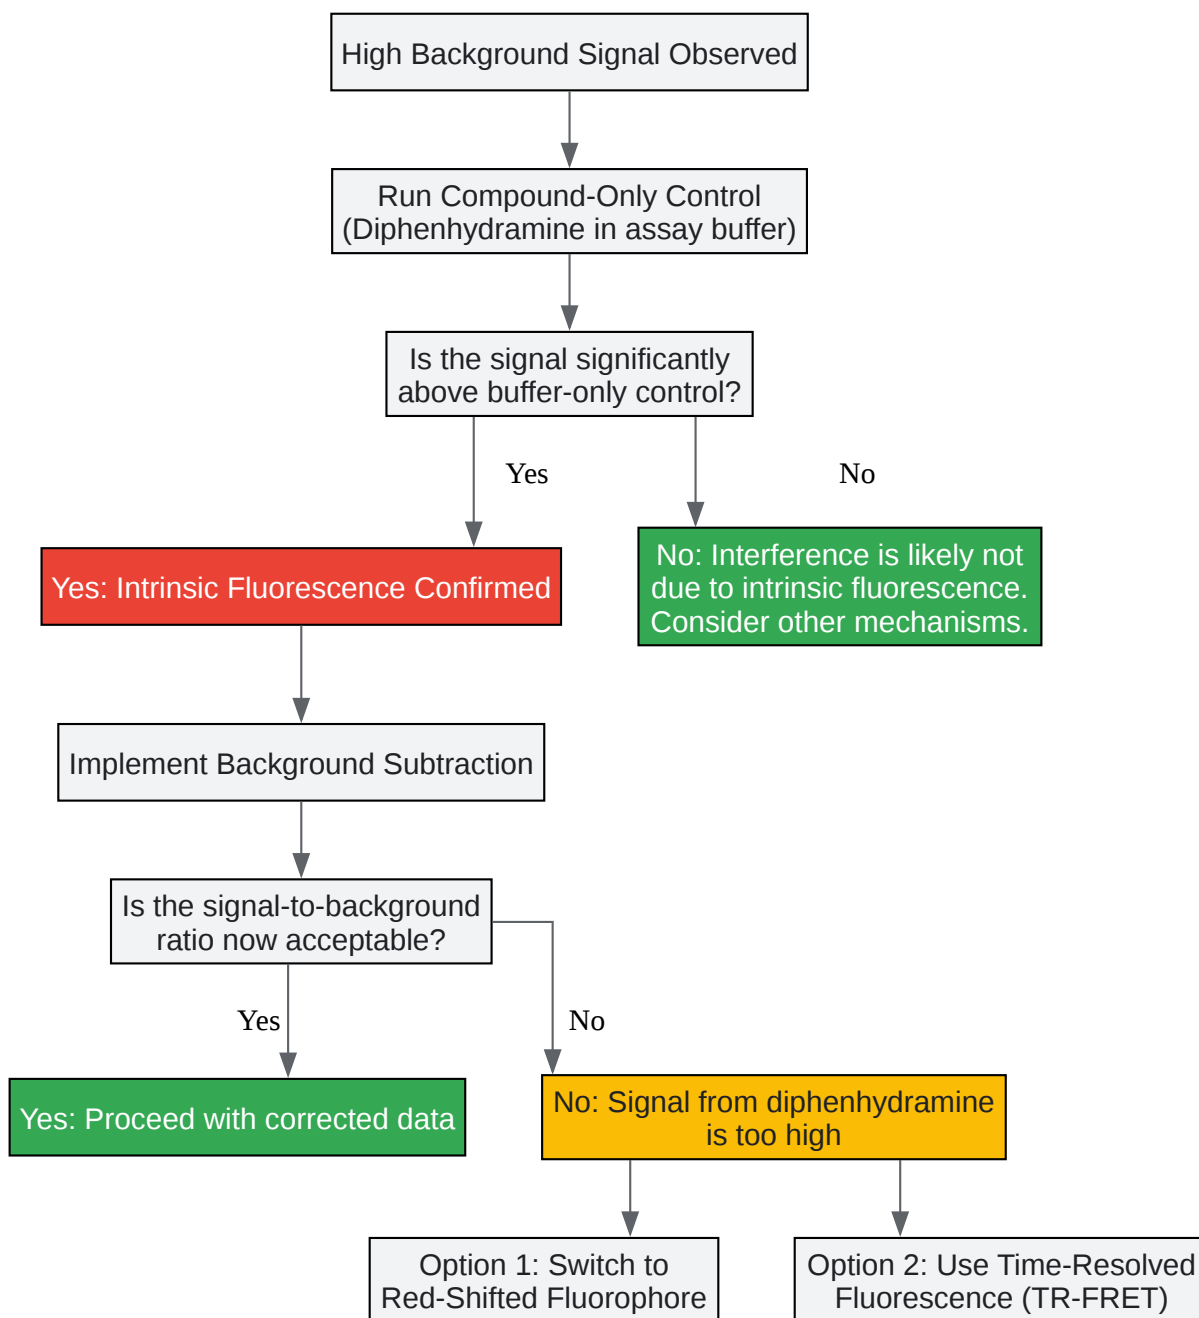 High Background Signal Observed
Run Compound-Only Control
(Diphenhydramine in assay buffer)
Is the signal significantly
above buffer-only control?
Yes
No
Yes: Intrinsic Fluorescence Confirmed
No: Interference is likely not
due to intrinsic fluorescence.
Consider other mechanisms.
Implement Background Subtraction
Is the signal-to-background
ratio now acceptable?
Yes
No
Yes: Proceed with corrected data
No: Signal from diphenhydramine
is too high
Option 1: Switch to
Red-Shifted Fluorophore
Option 2: Use Time-Resolved
Fluorescence (TR-FRET)